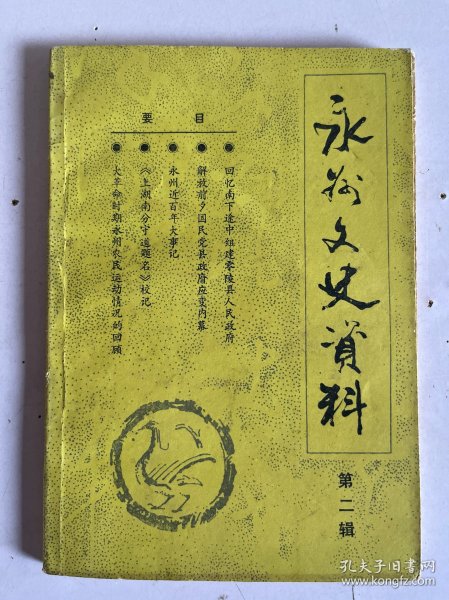 永州文史资料
第二辑
要目
回忆南下途中组建零陵县人民政府
解放前夕国民党县政府应变内幕
永州近百年大事记
《上湖南分守道题名》校记
大革命时期永州农民运动情况的回顾
孔夫子旧书网
www.kongfz.com